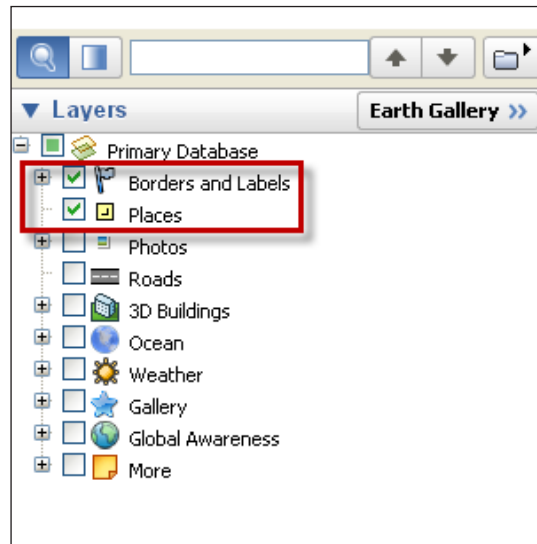 Layers
Earth Gallery >>
Primary Database
Borders and Labels
Places
Photos
Roads
3D Buildings
Ocean
Weather
Gallery
Global Awareness
More